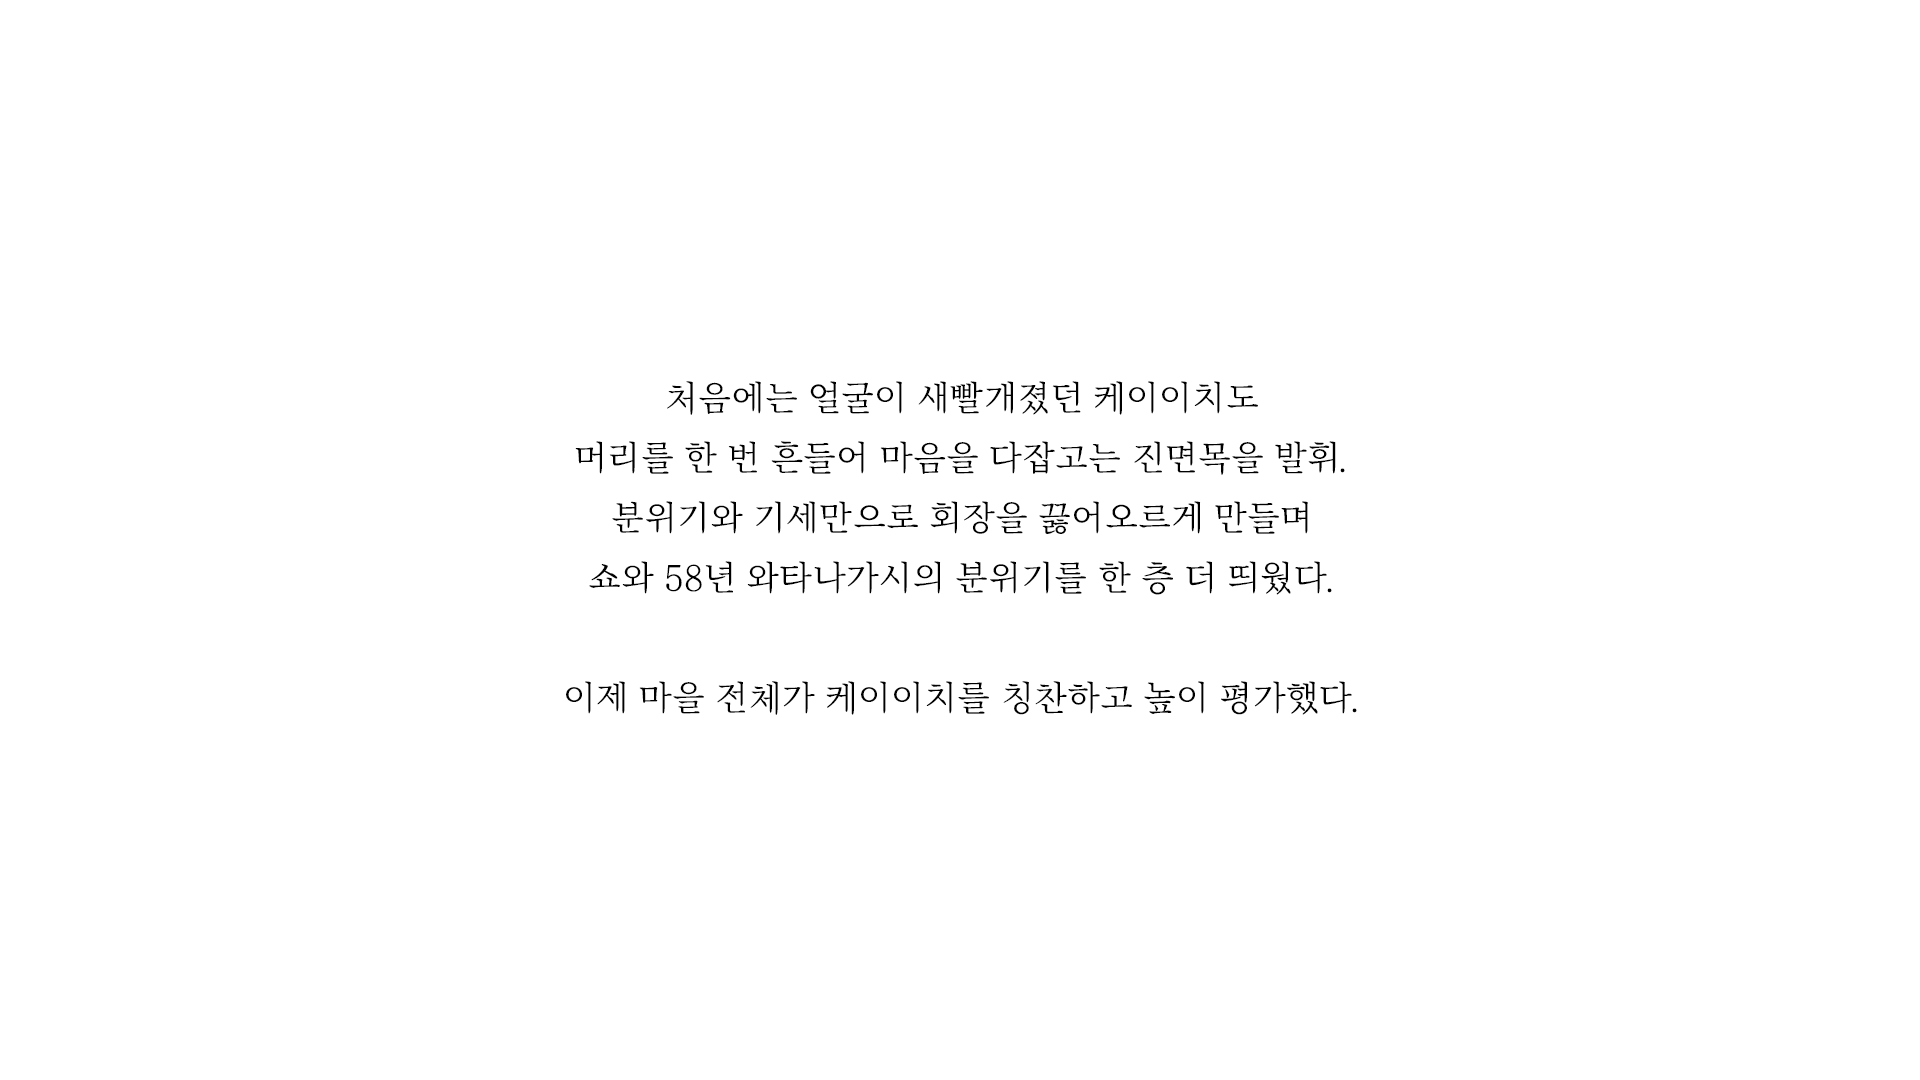 처음에는 얼굴이 새빨개졌던 케이이치도
머리를 한 번 흔들어 마음을 다잡고는 진면목을 발휘.
분위기와 기세만으로 회장을 끓어오르게 만들며
쇼와 58년 와타나가시의 분위기를 한 층 더 띄웠다.
이제 마을 전체가 케이이치를 칭찬하고 높이 평가했다.